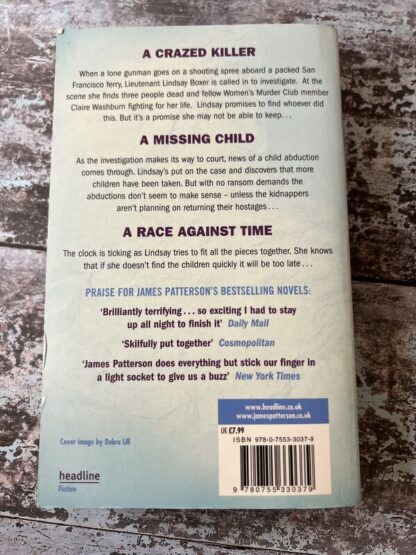 A CRAZED KILLER
When a lone gunman goes on a shooting spree aboard a packed San
Francisco ferry, Lieutenant Lindsay Boxer is called in to investigate. At the
scene she finds three people dead and fellow Women's Murder Club member
Claire Washburn fighting for her life. Lindsay promises to find whoever did
this. But it's a promise she may not be able to keep...
A MISSING CHILD
As the investigation makes its way to court, news of a child abduction
comes through. Lindsay's put on the case and discovers that more
children have been taken. But with no ransom demands the
abductions don't seem to make sense – unless the kidnappers
aren't planning on returning their hostages...
A RACE AGAINST TIME
The clock is ticking as Lindsay tries to fit all the pieces together. She knows
that if she doesn't find the children quickly it will be too late...
PRAISE FOR JAMES PATTERSON'S BESTSELLING NOVELS:
'Brilliantly terrifying... so exciting I had to stay
up all night to finish it' Daily Mail
'Skilfully put together' Cosmopolitan
'James Patterson does everything but stick our finger in
a light socket to give us a buzz' New York Times
www.headline.co.uk
www.jamespatterson.co.uk
UK £7.99
ISBN 978-0-7553-3037-9
9 780755 330379
Cover image by Debra Lill
headline
Fiction